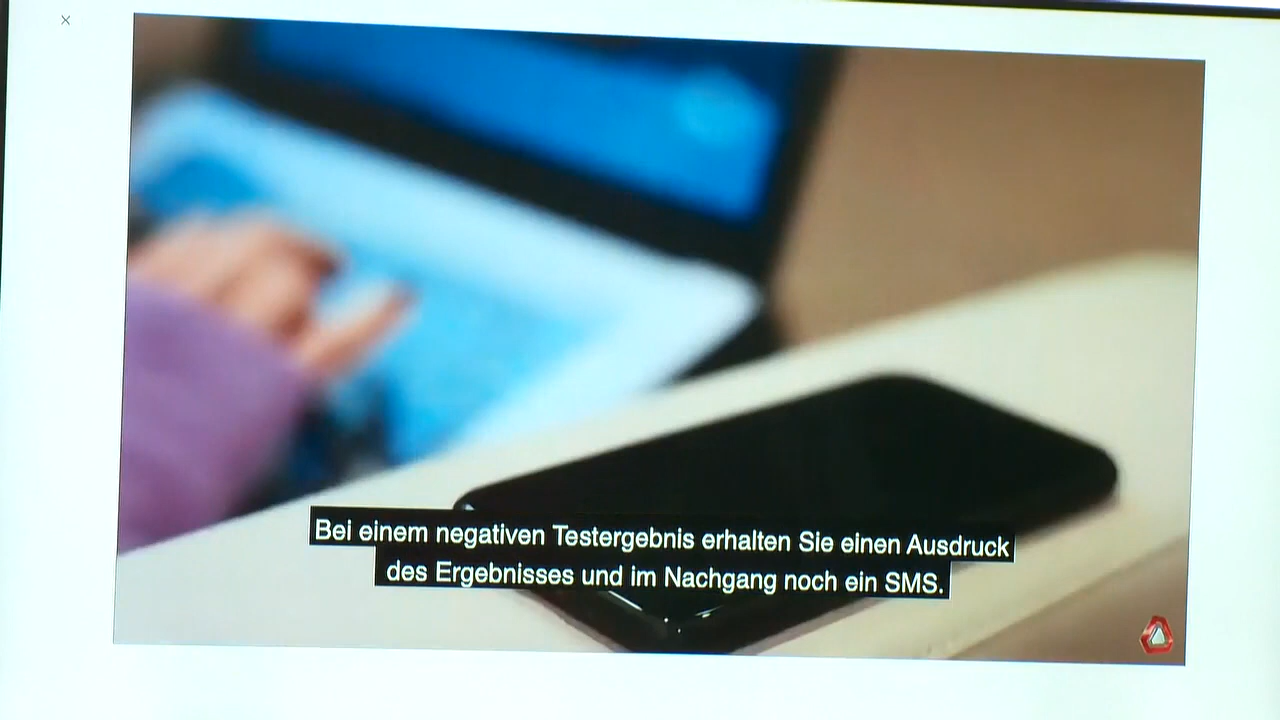 Bei einem negativen Testergebnis erhalten Sie einen Ausdruck
des Ergebnisses und im Nachgang noch ein SMS.